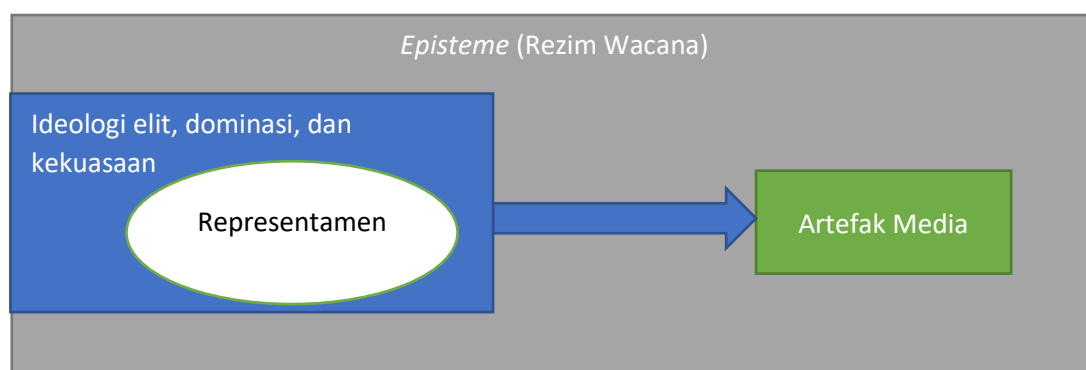 Episteme (Rezim Wacana)
Ideologi elit, dominasi, dan
kekuasaan
Representamen
Artefak Media